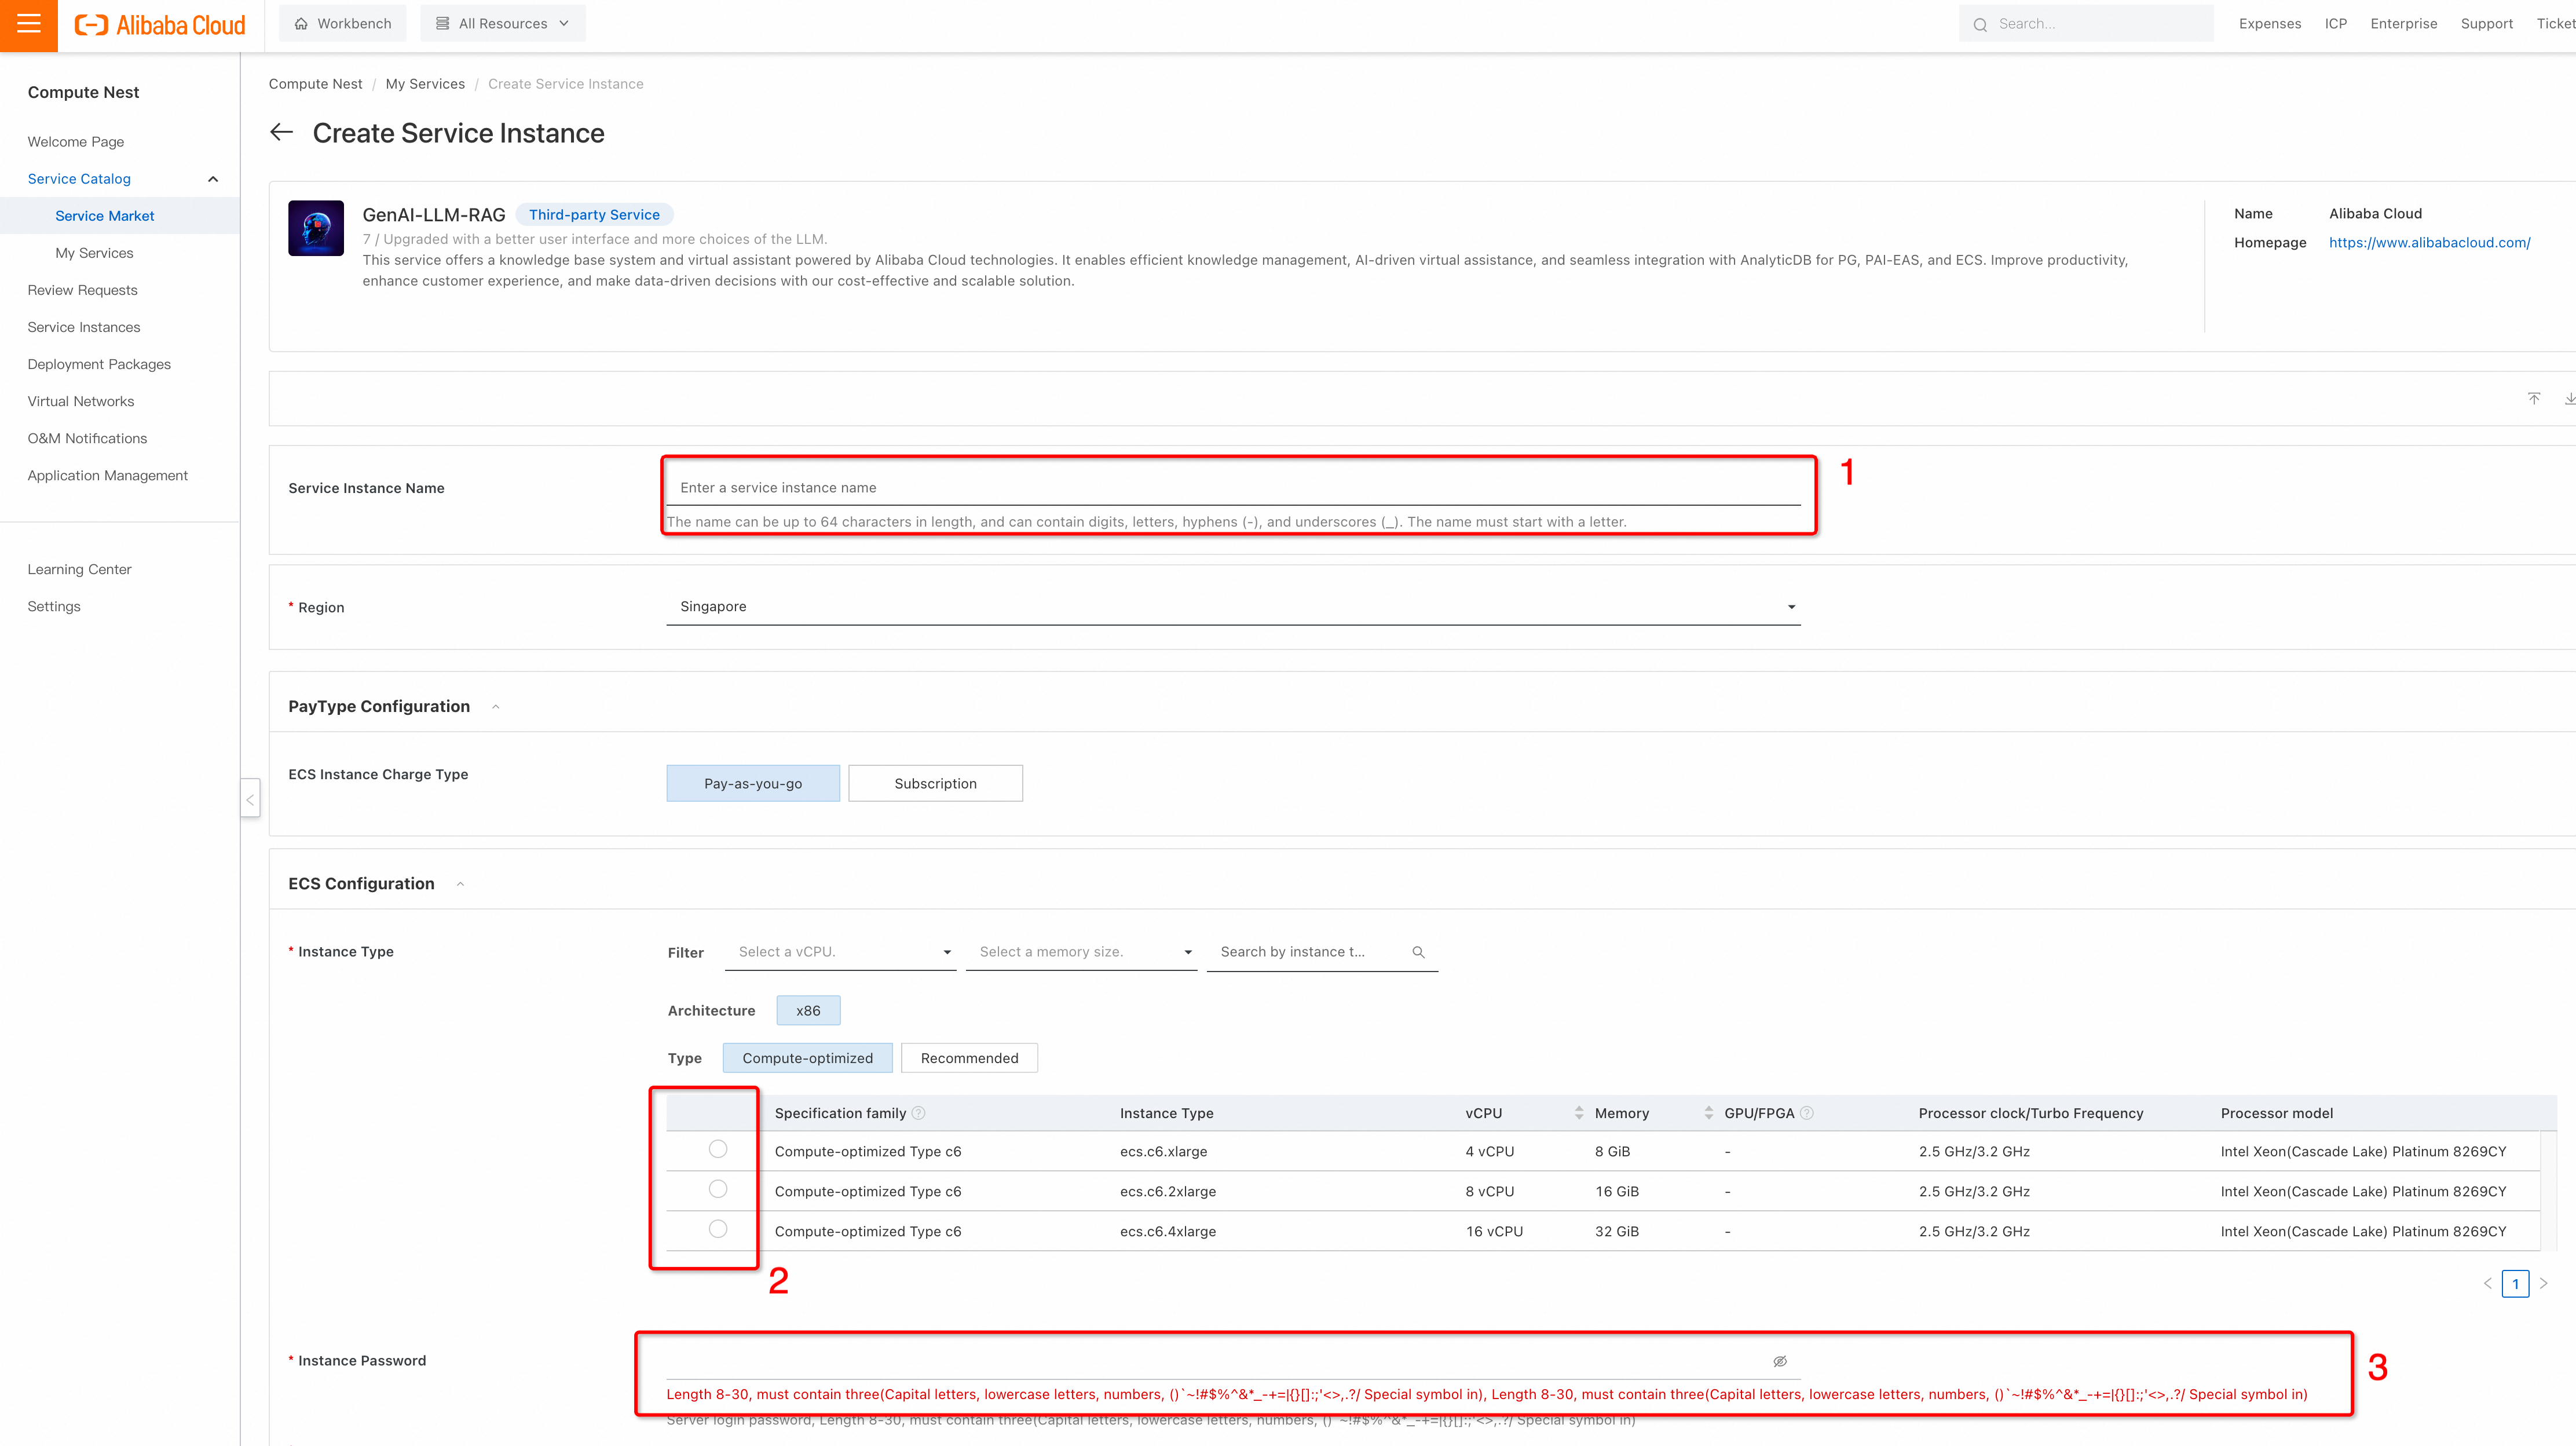 Alibaba Cloud
Workbench
All Resources
Search...
Expenses ICP Enterprise Support Ticket
Compute Nest
Welcome Page
Service Catalog
Service Market
My Services
Review Requests
Service Instances
Deployment Packages
Virtual Networks
O&M Notifications
Application Management
Learning Center
Settings
Compute Nest / My Services / Create Service Instance
Create Service Instance
GenAI-LLM-RAG Third-party Service
7 / Upgraded with a better user interface and more choices of the LLM.
This service offers a knowledge base system and virtual assistant powered by Alibaba Cloud technologies. It enables efficient knowledge management, AI-driven virtual assistance, and seamless integration with AnalyticDB for PG, PAI-EAS, and ECS. Improve productivity,
enhance customer experience, and make data-driven decisions with our cost-effective and scalable solution.
Name Alibaba Cloud
Homepage https://www.alibabacloud.com/
Service Instance Name
Enter a service instance name
The name can be up to 64 characters in length, and can contain digits, letters, hyphens (-), and underscores (_). The name must start with a letter.
1
* Region
Singapore
PayType Configuration
ECS Instance Charge Type
Pay-as-you-go
Subscription
ECS Configuration
* Instance Type
Filter Select a vCPU. Select a memory size. Search by instance t...
Architecture x86
Type Compute-optimized Recommended
Specification family Instance Type vCPU Memory GPU/FPGA Processor clock/Turbo Frequency Processor model
Compute-optimized Type c6 ecs.c6.xlarge 4 vCPU 8 GiB - 2.5 GHz/3.2 GHz Intel Xeon(Cascade Lake) Platinum 8269CY
Compute-optimized Type c6 ecs.c6.2xlarge 8 vCPU 16 GiB - 2.5 GHz/3.2 GHz Intel Xeon(Cascade Lake) Platinum 8269CY
Compute-optimized Type c6 ecs.c6.4xlarge 16 vCPU 32 GiB - 2.5 GHz/3.2 GHz Intel Xeon(Cascade Lake) Platinum 8269CY
2
1
* Instance Password
3
Length 8-30, must contain three(Capital letters, lowercase letters, numbers, ()`~!#$%^&*_-+=|{}[]:;'<>,.?/ Special symbol in), Length 8-30, must contain three(Capital letters, lowercase letters, numbers, ()`~!#$%^&*_-+=|{}[]:;'<>,.?/ Special symbol in)
Server login password, Length 8-30, must contain three(Capital letters, lowercase letters, numbers, ()`~!#$%^&*_-+=|{}[]:;'<>,.?/ Special symbol in)